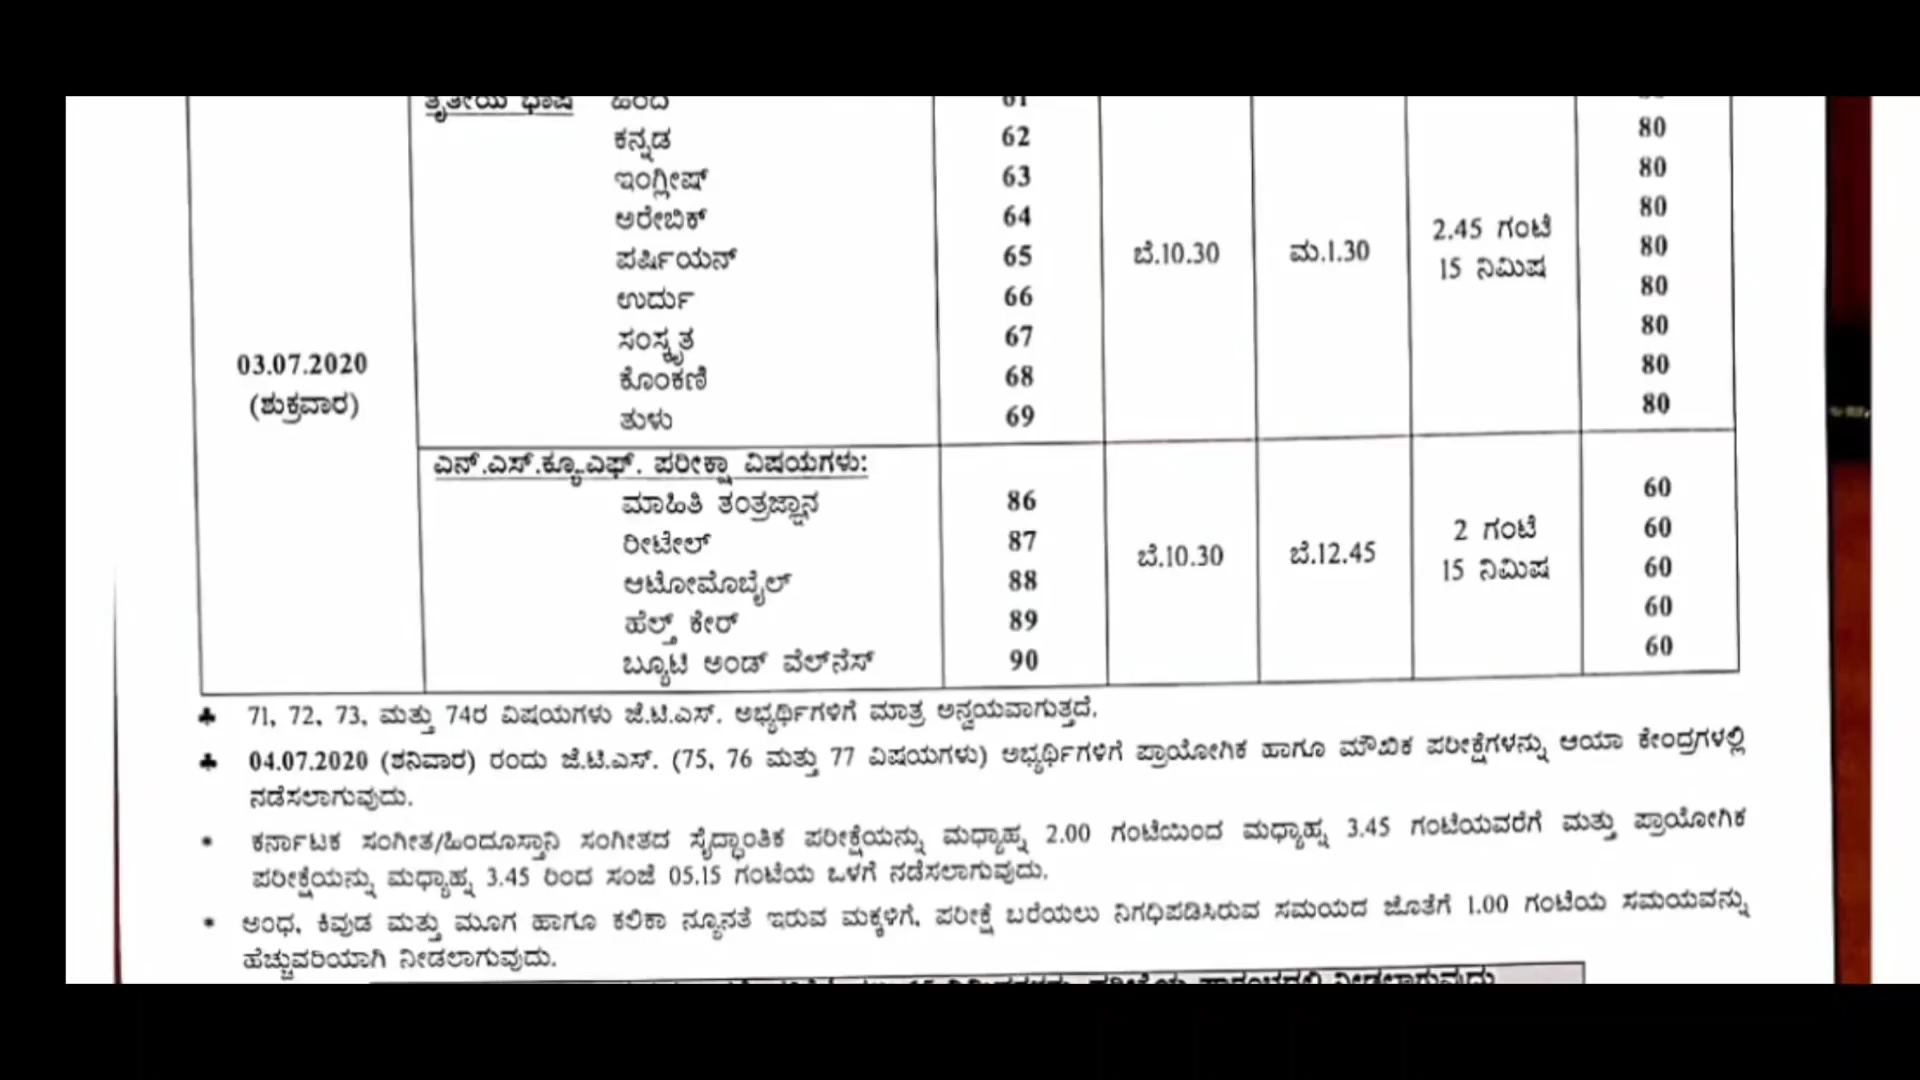 ತೃತೀಯ ಭಾಷೆ ಹಿಂದಿ 61
ಕನ್ನಡ 62 80
ಇಂಗ್ಲೀಷ್ 63 80
ಅರೇಬಿಕ್ 64 80
ಪರ್ಷಿಯನ್ 65 80
ಉರ್ದು 66 80
ಸಂಸ್ಕೃತ 67 80
ಕೊಂಕಣಿ 68 80
ತುಳು 69 80
ಬೆ.10.30 ಮ.1.30 2.45 ಗಂಟೆ
15 ನಿಮಿಷ
03.07.2020
(ಶುಕ್ರವಾರ)
ಎನ್.ಎಸ್.ಕ್ಯೂ.ಎಫ್. ಪರೀಕ್ಷಾ ವಿಷಯಗಳು:
ಮಾಹಿತಿ ತಂತ್ರಜ್ಞಾನ 86 60
ರೀಟೇಲ್ 87 60
ಆಟೋಮೊಬೈಲ್ 88 60
ಹೆಲ್ತ್ ಕೇರ್ 89 60
ಬ್ಯೂಟಿ ಅಂಡ್ ವೆಲ್‌ನೆಸ್ 90 60
ಬೆ.10.30 ಬೆ.12.45 2 ಗಂಟೆ
15 ನಿಮಿಷ
♣ 71, 72, 73, ಮತ್ತು 74ರ ವಿಷಯಗಳು ಜೆ.ಟಿ.ಎಸ್. ಅಭ್ಯರ್ಥಿಗಳಿಗೆ ಮಾತ್ರ ಅನ್ವಯವಾಗುತ್ತದೆ.
♣ 04.07.2020 (ಶನಿವಾರ) ರಂದು ಜೆ.ಟಿ.ಎಸ್. (75, 76 ಮತ್ತು 77 ವಿಷಯಗಳು) ಅಭ್ಯರ್ಥಿಗಳಿಗೆ ಪ್ರಾಯೋಗಿಕ ಹಾಗೂ ಮೌಖಿಕ ಪರೀಕ್ಷೆಗಳನ್ನು ಆಯಾ ಕೇಂದ್ರಗಳಲ್ಲಿ
ನಡೆಸಲಾಗುವುದು.
• ಕರ್ನಾಟಕ ಸಂಗೀತ/ಹಿಂದೂಸ್ತಾನಿ ಸಂಗೀತದ ಸೈದ್ಧಾಂತಿಕ ಪರೀಕ್ಷೆಯನ್ನು ಮಧ್ಯಾಹ್ನ 2.00 ಗಂಟೆಯಿಂದ ಮಧ್ಯಾಹ್ನ 3.45 ಗಂಟೆಯವರೆಗೆ ಮತ್ತು ಪ್ರಾಯೋಗಿಕ
ಪರೀಕ್ಷೆಯನ್ನು ಮಧ್ಯಾಹ್ನ 3.45 ರಿಂದ ಸಂಜೆ 05.15 ಗಂಟೆಯ ಒಳಗೆ ನಡೆಸಲಾಗುವುದು.
• ಅಂಧ, ಕಿವುಡ ಮತ್ತು ಮೂಗ ಹಾಗೂ ಕಲಿಕಾ ನ್ಯೂನತೆ ಇರುವ ಮಕ್ಕಳಿಗೆ, ಪರೀಕ್ಷೆ ಬರೆಯಲು ನಿಗಧಿಪಡಿಸಿರುವ ಸಮಯದ ಜೊತೆಗೆ 1.00 ಗಂಟೆಯ ಸಮಯವನ್ನು
ಹೆಚ್ಚುವರಿಯಾಗಿ ನೀಡಲಾಗುವುದು.
ನೀಡಲಾಗುವುದು